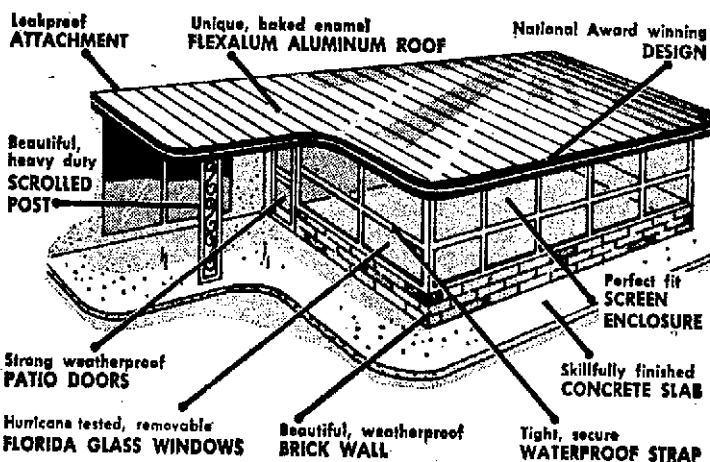 Leakproof
ATTACHMENT
Unique, baked enamel
FLEXALUM ALUMINUM ROOF
National Award winning
DESIGN
Beautiful,
heavy duty
SCROLLED
POST
Perfect fit
SCREEN
ENCLOSURE
Strong weatherproof
PATIO DOORS
Skillfully finished
CONCRETE SLAB
Hurricane tested, removable
FLORIDA GLASS WINDOWS
Beautiful, weatherproof
BRICK WALL
Tight, secure
WATERPROOF STRAP